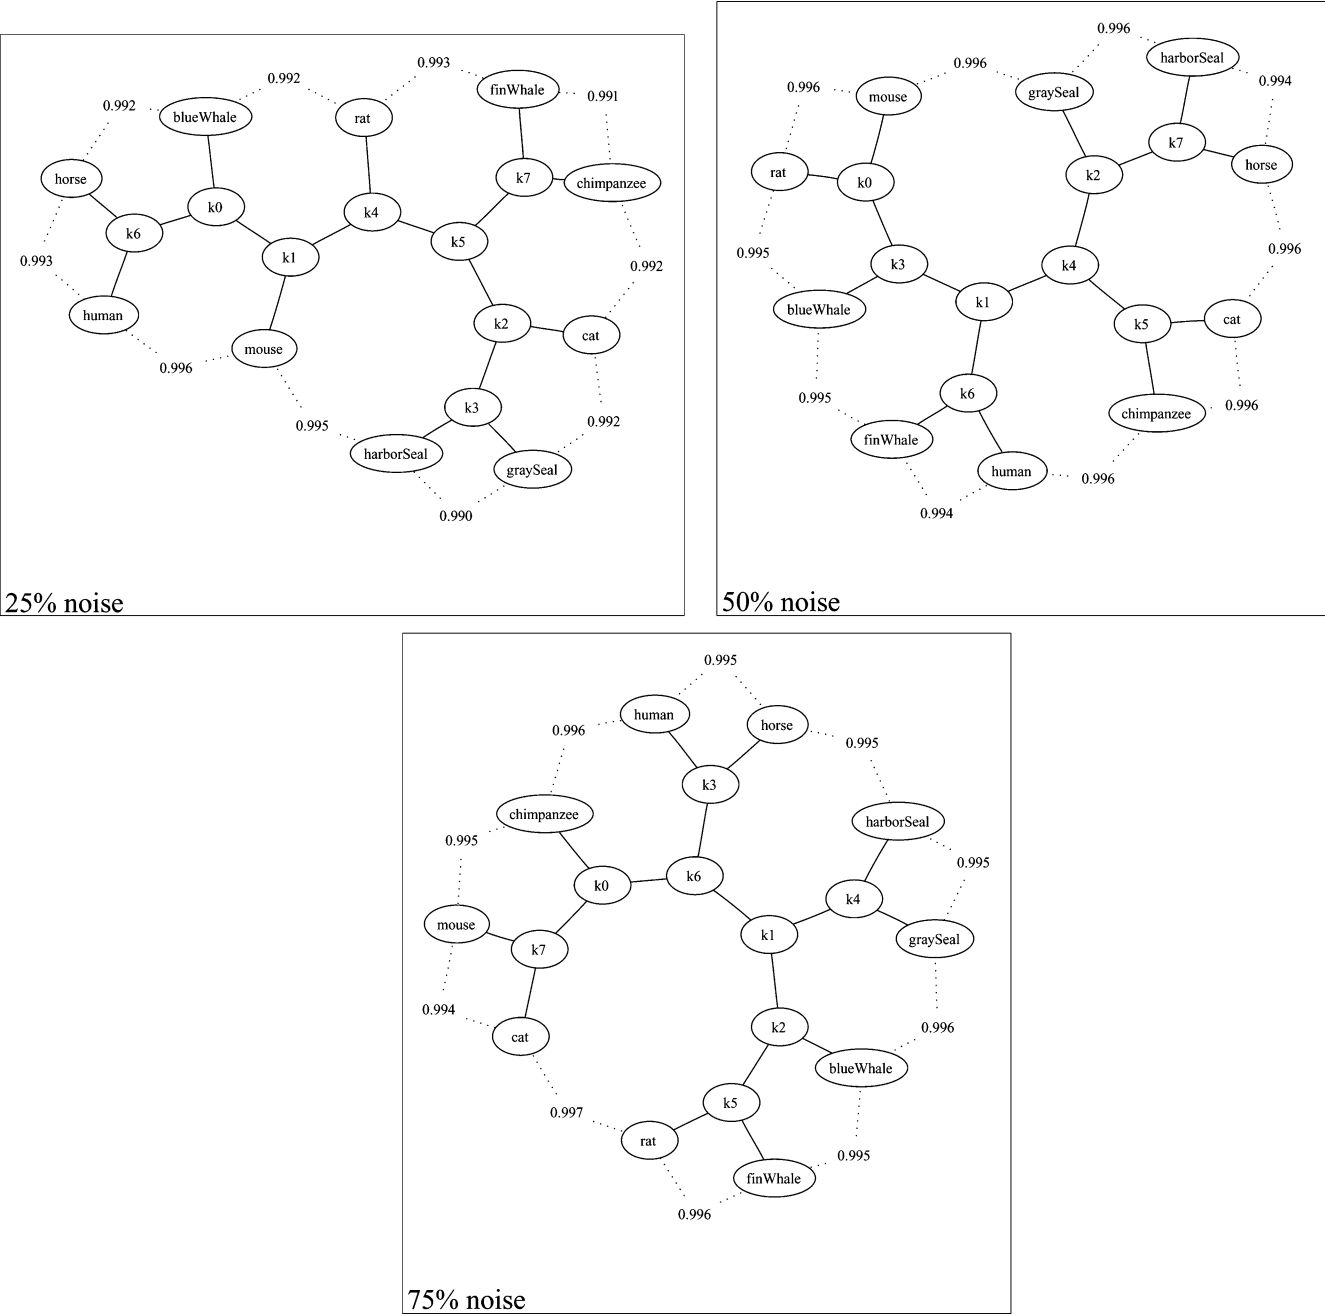 0.993
0.992
finWhale
0.991
0.992
blueWhale
rat
horse
k7
chimpanzee
k0
k4
k6
k5
k1
0.993
0.992
human
k2
cat
mouse
0.996
k3
0.995
0.992
harborSeal
graySeal
0.990
25% noise
0.996
harborSeal
0.996
0.994
0.996
mouse
graySeal
k7
rat
horse
k0
k2
0.995
0.996
k3
k4
k1
blueWhale
k5
cat
k6
0.995
0.996
chimpanzee
finWhale
human
0.996
0.994
50% noise
0.995
human
horse
0.996
0.995
k3
chimpanzee
harborSeal
0.995
0.995
k6
k0
k4
mouse
k1
graySeal
k7
0.994
k2
0.996
cat
blueWhale
k5
0.997
rat
0.995
finWhale
0.996
75% noise